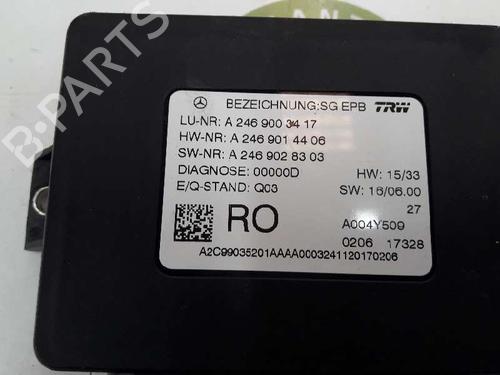 BEZEICHNUNG:SG EPB TRW
LU-NR: A 246 900 34 17
HW-NR: A 246 901 44 06
SW-NR: A 246 902 83 03
DIAGNOSE: 00000D HW: 15/33
E/Q-STAND: Q03 SW: 16/06.00
27
RO A004Y509
0206 17328
A2C99035201AAAA0003241120170206
B-PARTS